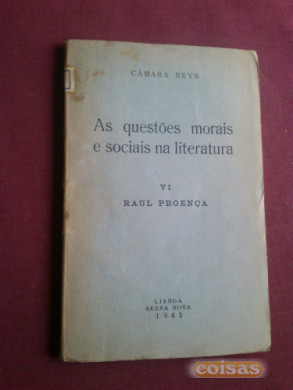 CÂMARA REYS
As questões morais
e sociais na literatura
VI
RAUL PROENÇA
LISBOA
SEARA NOVA
coisas